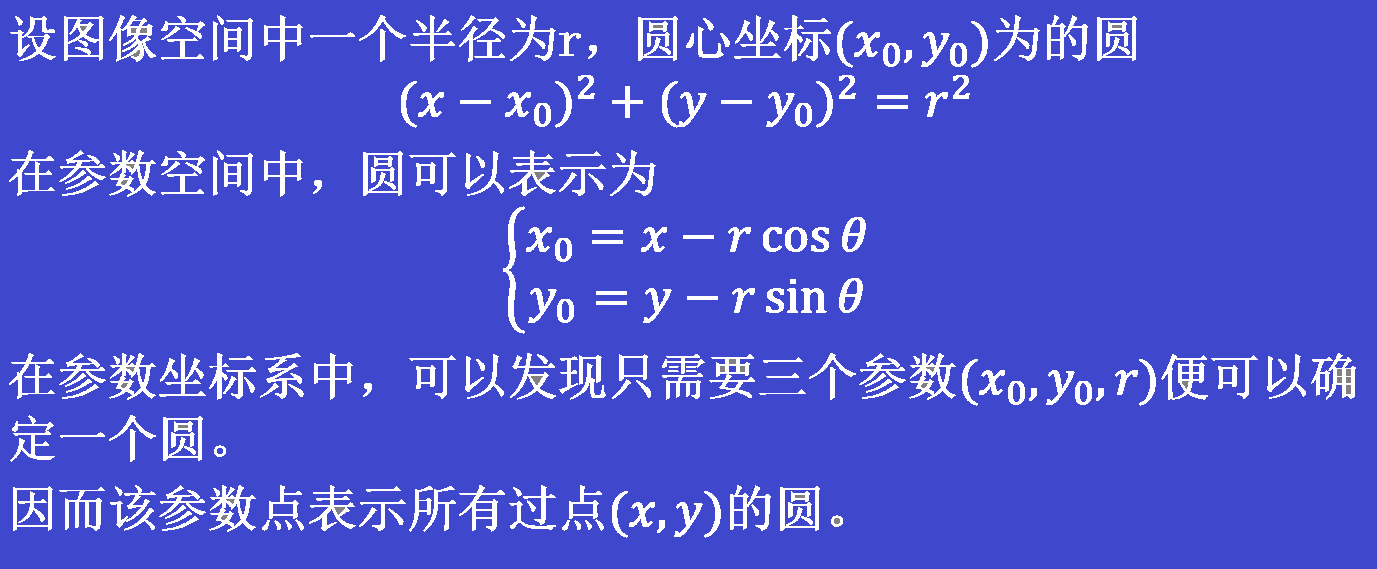 设图像空间中一个半径为r，圆心坐标(x₀,y₀)为的圆
(x − x₀)² + (y − y₀)² = r²
在参数空间中，圆可以表示为
{x₀ = x − r cos θ
y₀ = y − r sin θ
在参数坐标系中，可以发现只需要三个参数(x₀,y₀,r)便可以确
定一个圆。
因而该参数点表示所有过点(x,y)的圆。